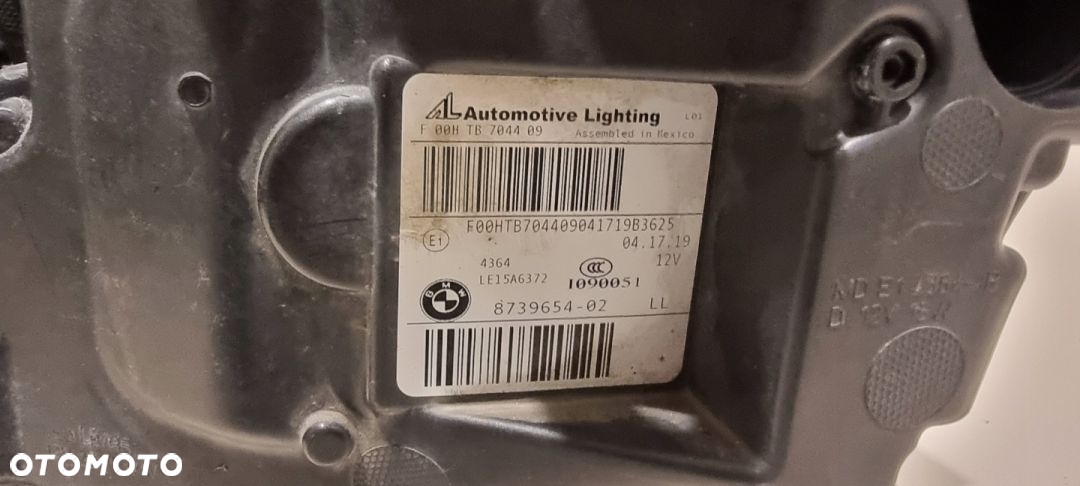 AL Automotive Lighting L01
F 00H TB 7044 09 Assembled in Mexico
F00HTB704409041719B3625
E1 04.17.19
4364 CCC 12V
LE15A6372 1090051
BMW 8739654-02 LL
OTOMOTO